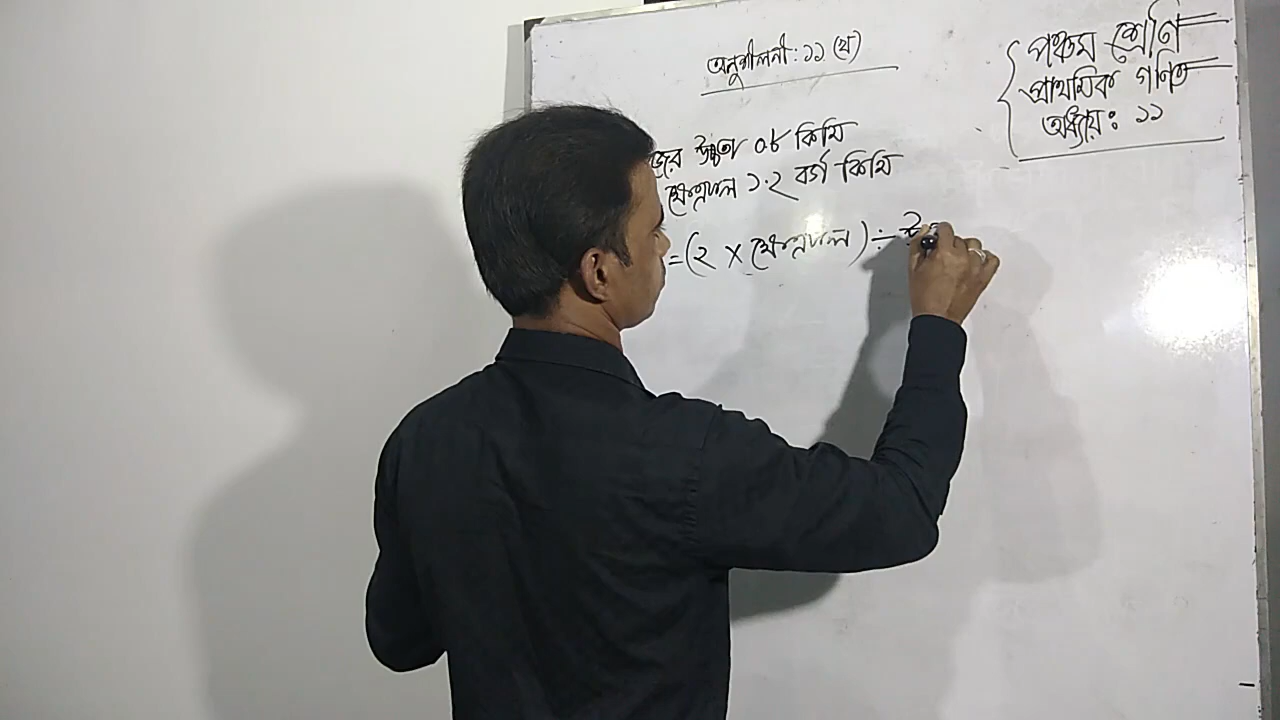 অনুশীলনী: ১১ (খ)
পঞ্চম শ্রেণি
প্রাথমিক গণিত
অধ্যায়: ১১
উচ্চতা ০৮ কিমি
ক্ষেত্রফল ১.২ বর্গ কিমি
= (২ × ক্ষেত্রফল) ÷